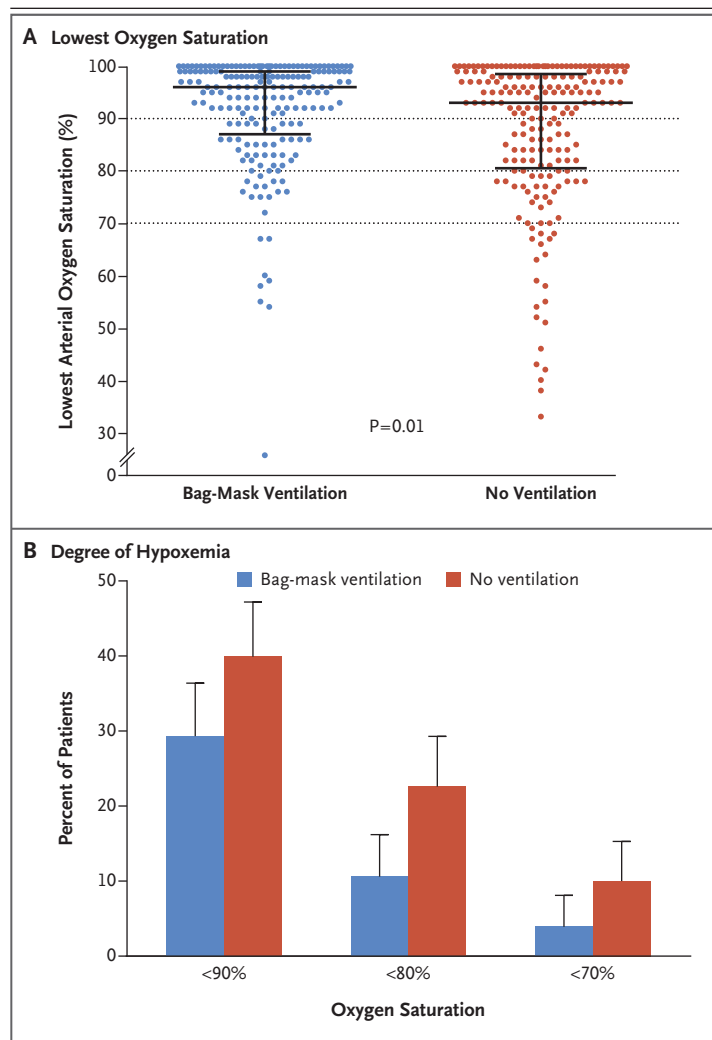 A Lowest Oxygen Saturation
Lowest Arterial Oxygen Saturation (%)
100
90
80
70
60
50
40
30
0
P=0.01
Bag-Mask Ventilation
No Ventilation
B Degree of Hypoxemia
Bag-mask ventilation
No ventilation
Percent of Patients
50
40
30
20
10
0
<90%
<80%
<70%
Oxygen Saturation